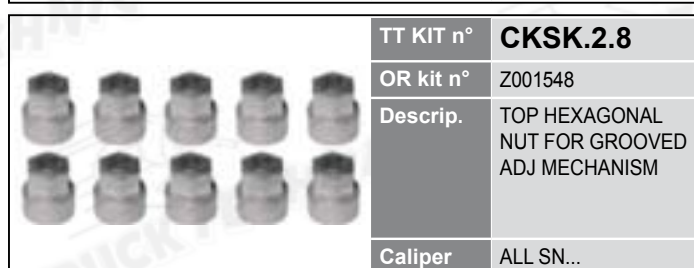 TT KIT n° CKSK.2.8
OR kit n° Z001548
Descrip. TOP HEXAGONAL
NUT FOR GROOVED
ADJ MECHANISM
Caliper ALL SN...